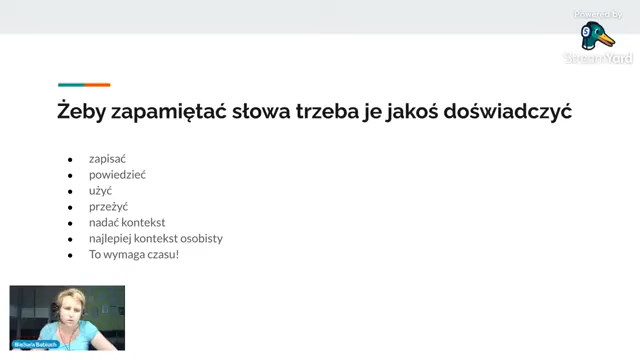 Powered by
StreamYard
Żeby zapamiętać słowa trzeba je jakoś doświadczyć
zapisać
powiedzieć
użyć
przeżyć
nadać kontekst
najlepiej kontekst osobisty
To wymaga czasu!